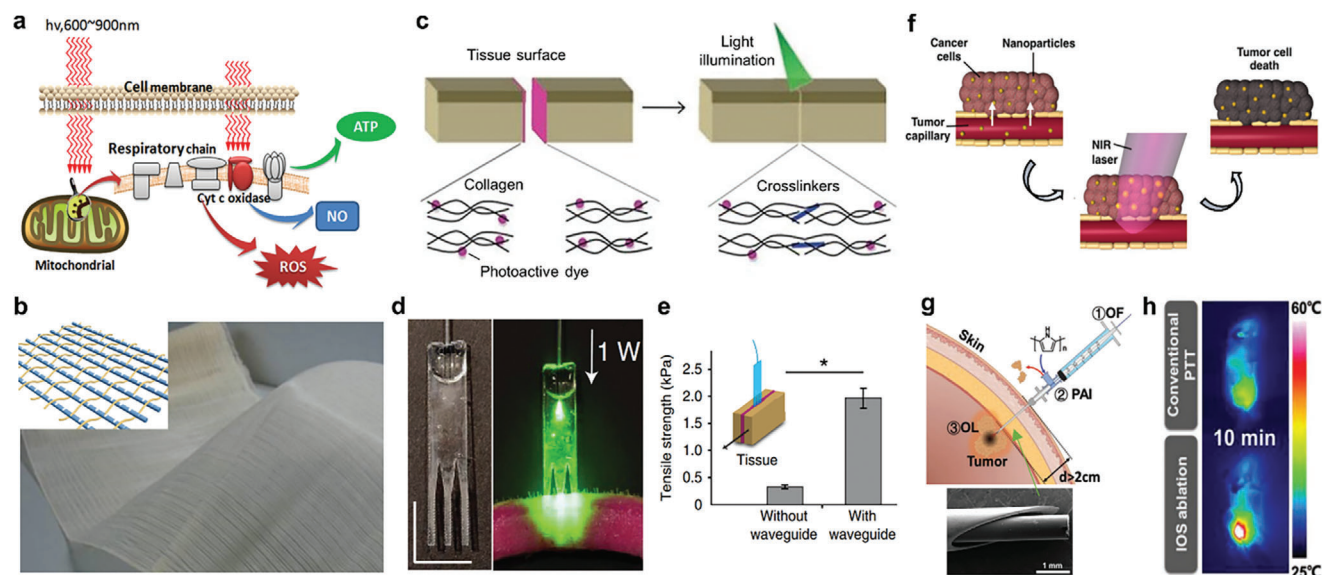 a
hv,600~900nm
Cell membrane
Respiratory chain
ATP
Cyt c oxidase
NO
Mitochondrial
ROS
b
c
Tissue surface
Light
illumination
Collagen
Crosslinkers
Photoactive dye
d
1 W
e
Tensile strength (kPa)
2.5
2.0
1.5
1.0
0.5
0
*
Tissue
Without
waveguide
With
waveguide
f
Cancer
cells
Nanoparticles
Tumor cell
death
Tumor
capillary
NIR
laser
g
Skin
①OF
H
N
n
② PAI
③OL
Tumor
d>2cm
1 mm
h
Conventional
PTT
60℃
10 min
IOS ablation
25℃